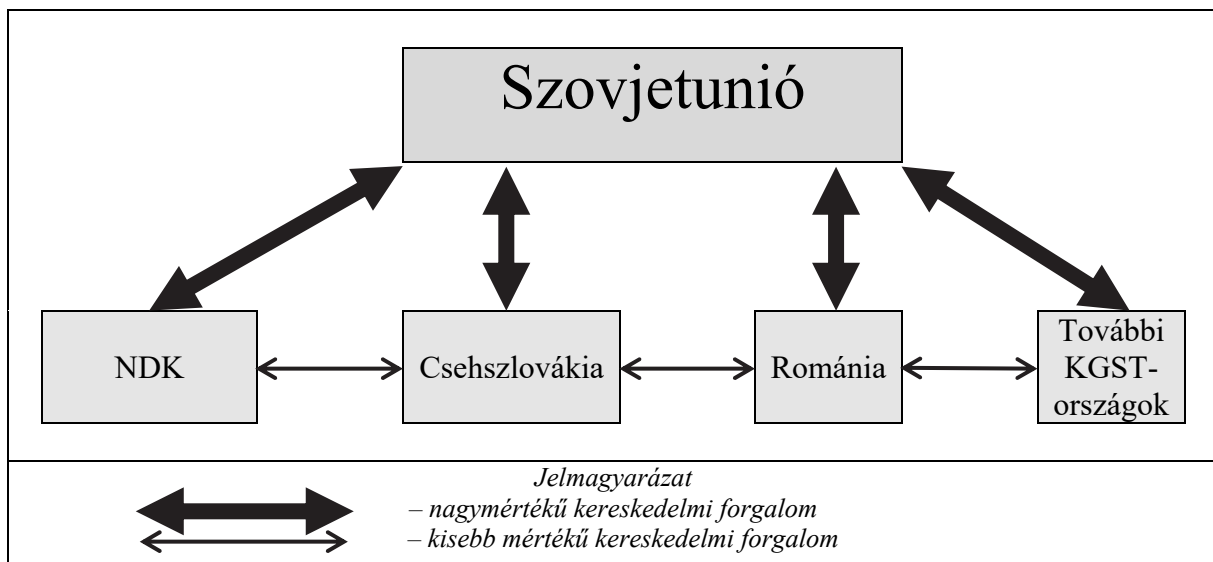 Szovjetunió
NDK
Csehszlovákia
Románia
További
KGST-
országok
Jelmagyarázat
– nagymértékű kereskedelmi forgalom
– kisebb mértékű kereskedelmi forgalom